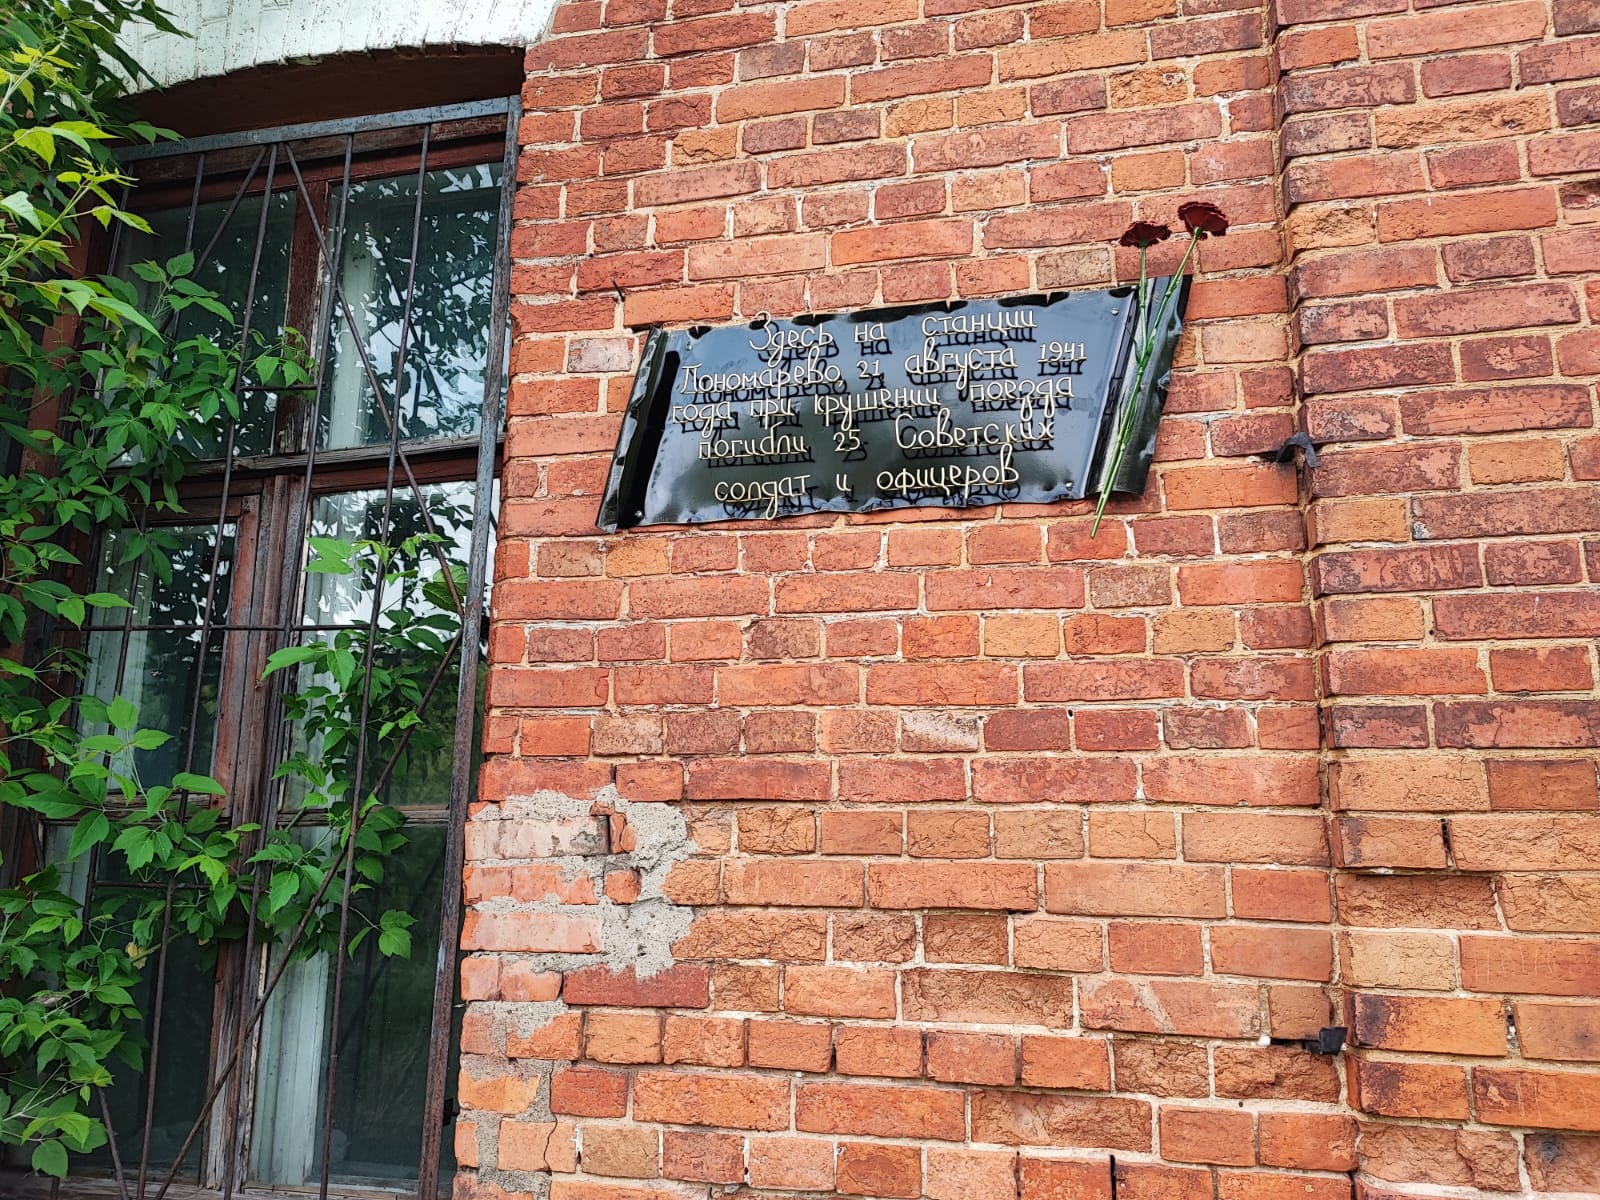 Здесь на станции
Пономарево 21 августа 1941
года при крушении поезда
погибли 25 Советских
солдат и офицеров